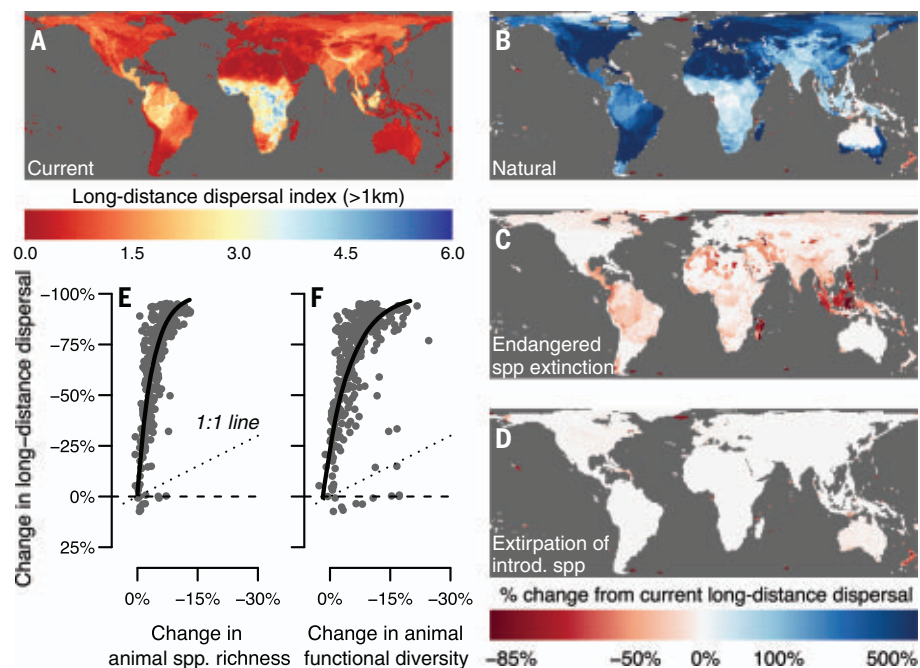 A
Current
B
Natural
Long-distance dispersal index (>1km)
0.0 1.5 3.0 4.5 6.0
C
Endangered
spp extinction
D
Extirpation of
introd. spp
% change from current long-distance dispersal
−85% −50% 0% 100% 500%
Change in long–distance dispersal
−100%
−75%
−50%
−25%
0%
25%
E
1:1 line
0% −15% −30%
Change in
animal spp. richness
F
0% −15% −30%
Change in animal
functional diversity